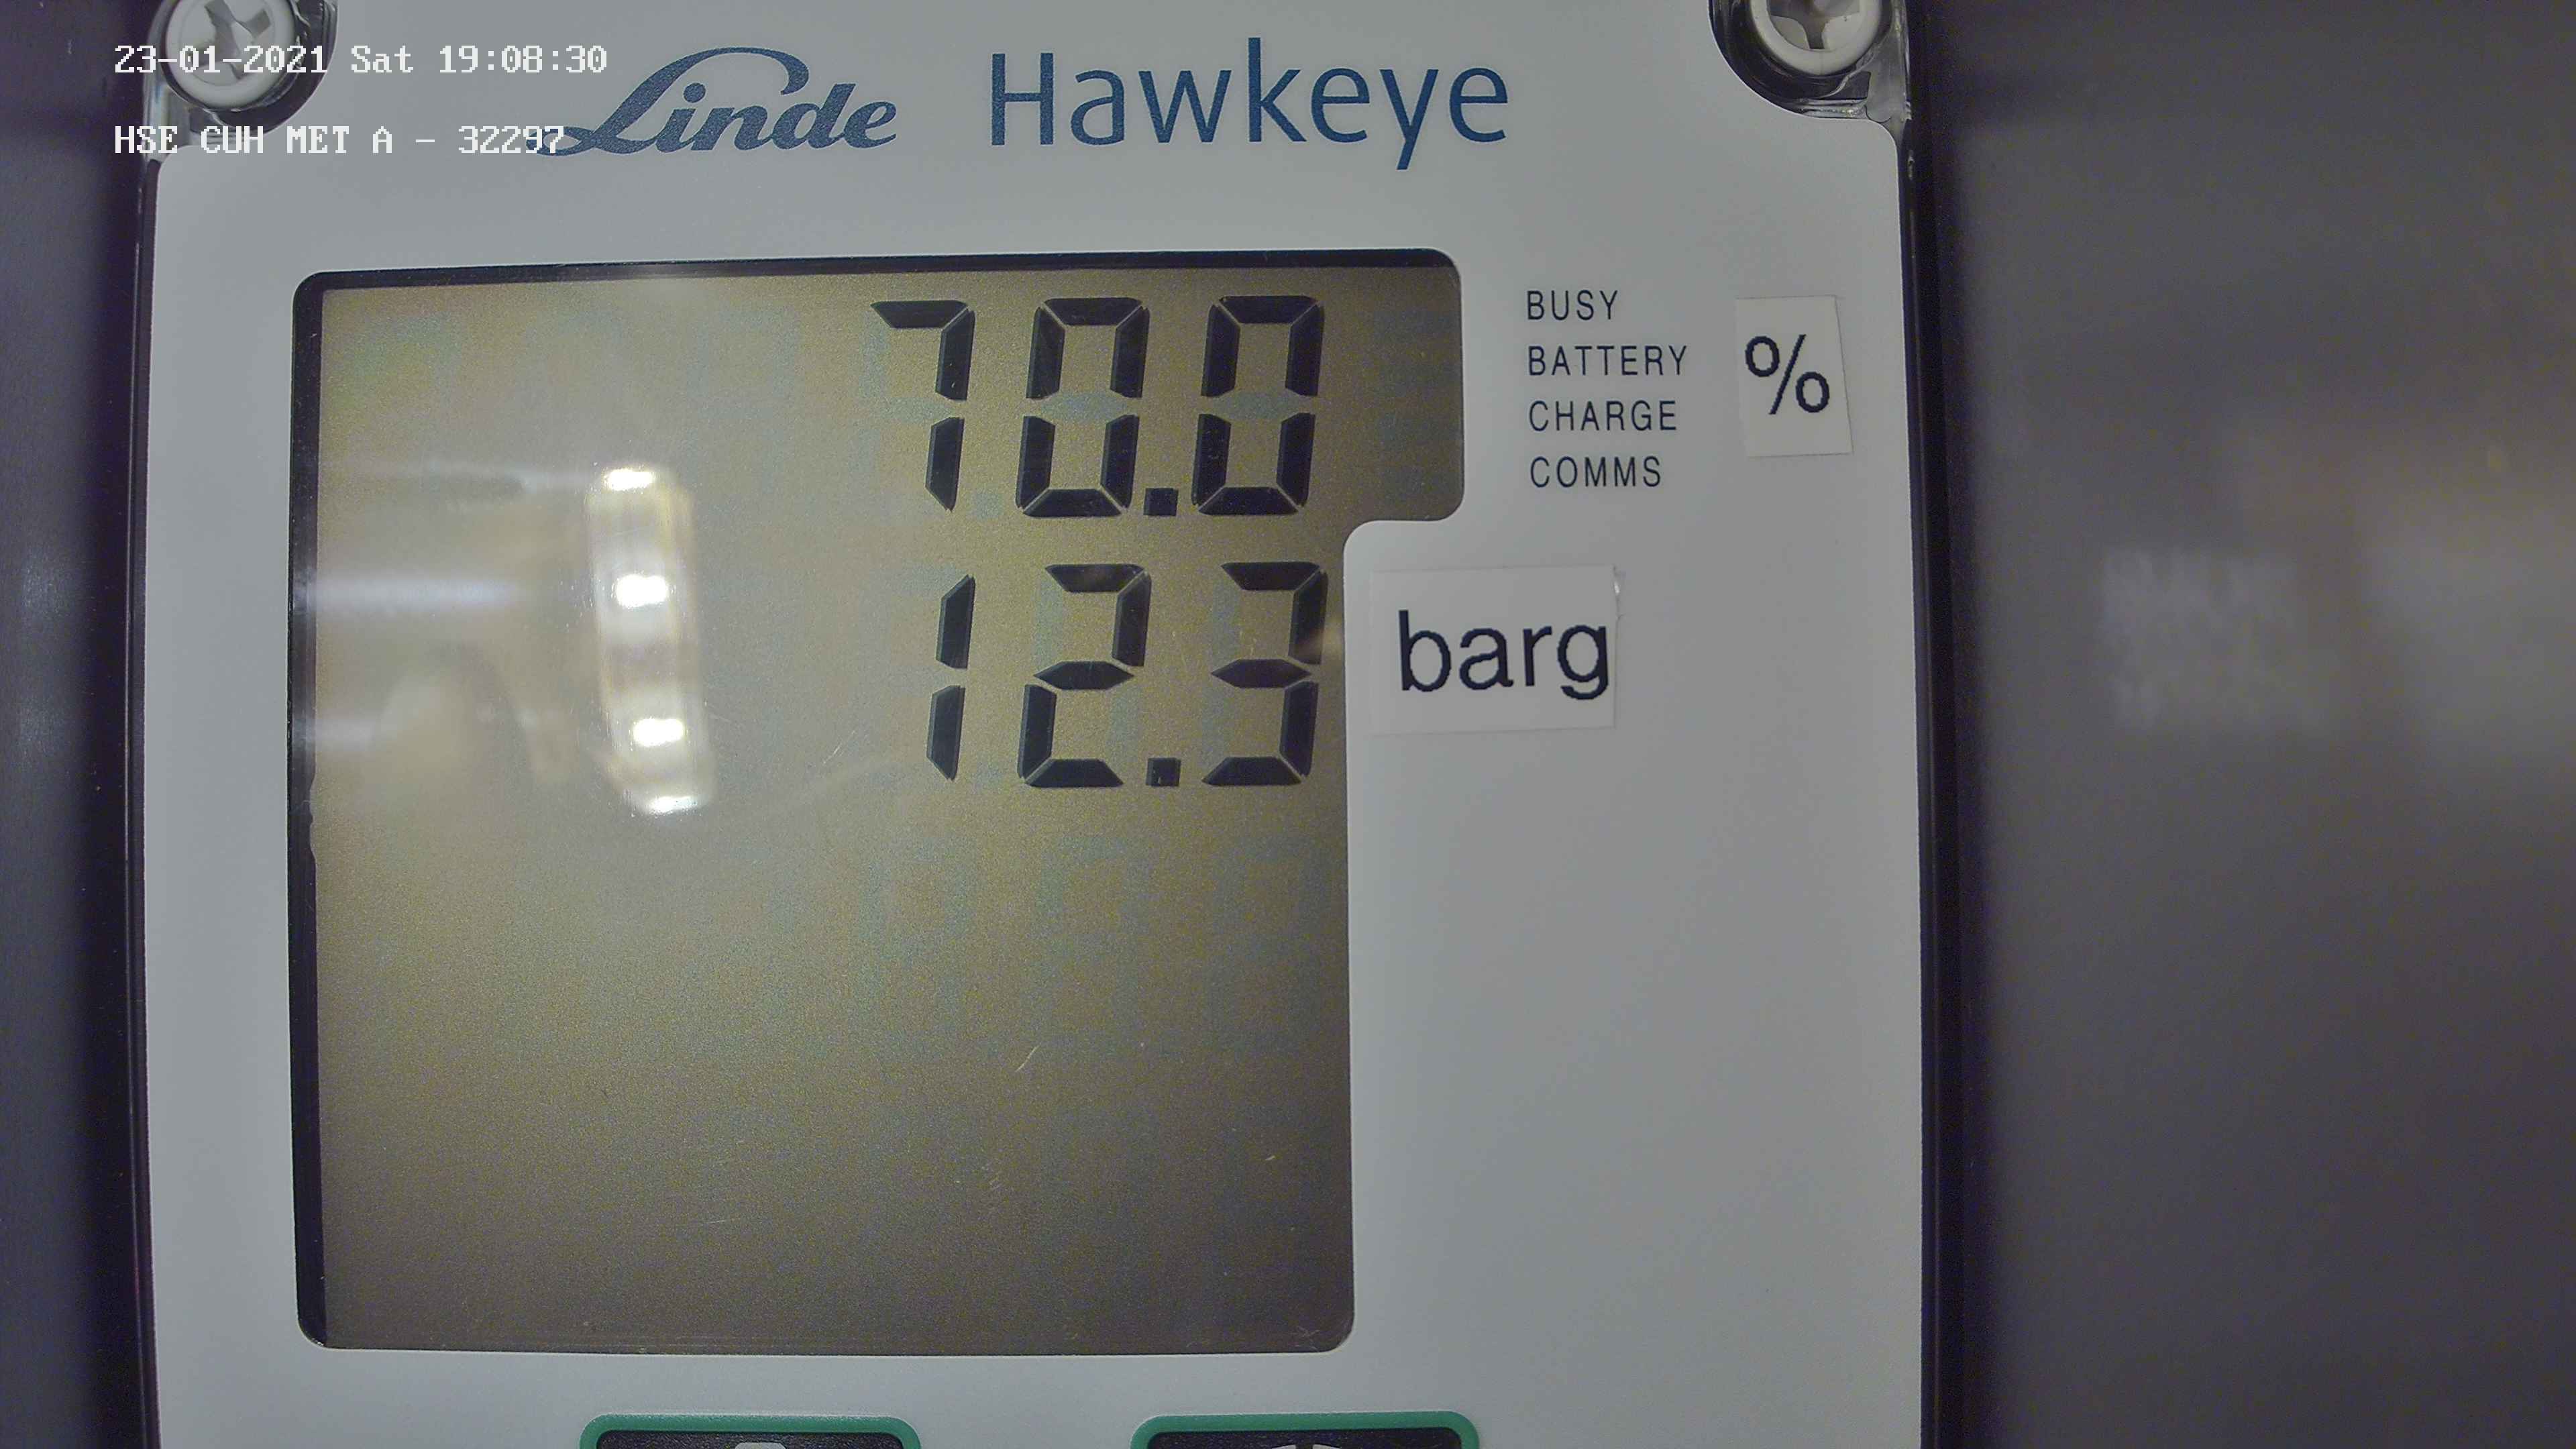 23-01-2021 Sat 19:08:30
Linde Hawkeye
HSE CUH MET A - 32297
70.0
BUSY
BATTERY
CHARGE
COMMS
%
12.3
barg